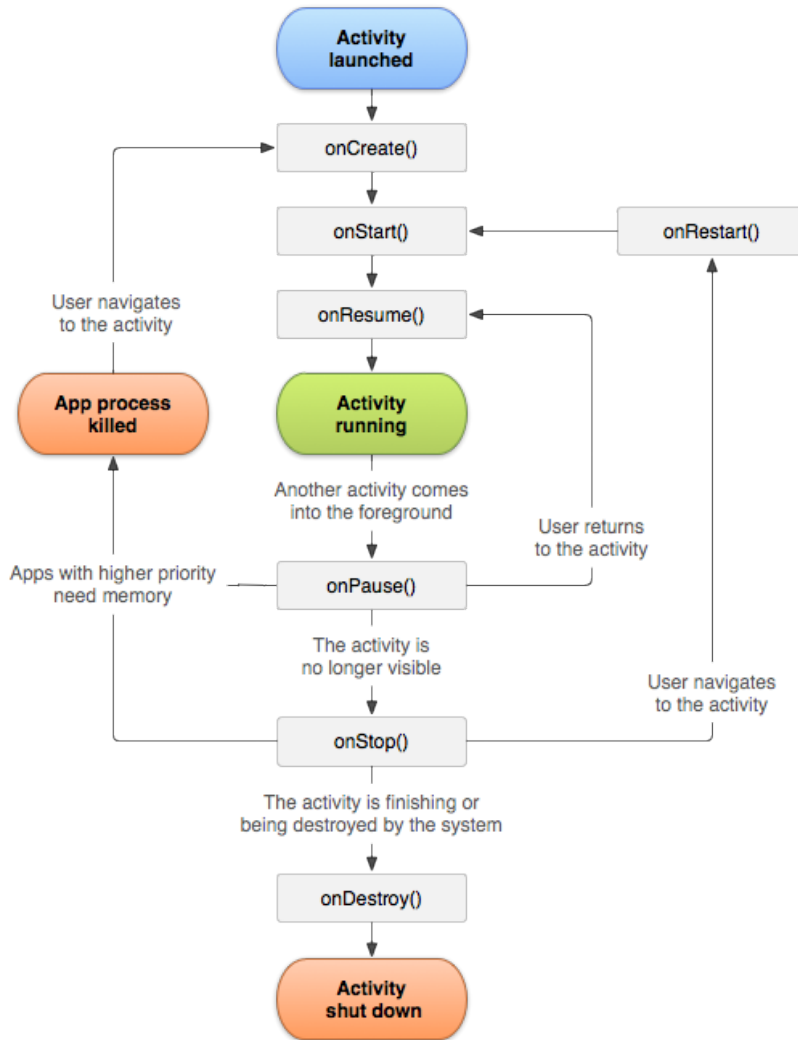 Activity
launched
onCreate()
onStart()
onRestart()
User navigates
to the activity
onResume()
App process
killed
Activity
running
Another activity comes
into the foreground
User returns
to the activity
Apps with higher priority
need memory
onPause()
The activity is
no longer visible
User navigates
to the activity
onStop()
The activity is finishing or
being destroyed by the system
onDestroy()
Activity
shut down